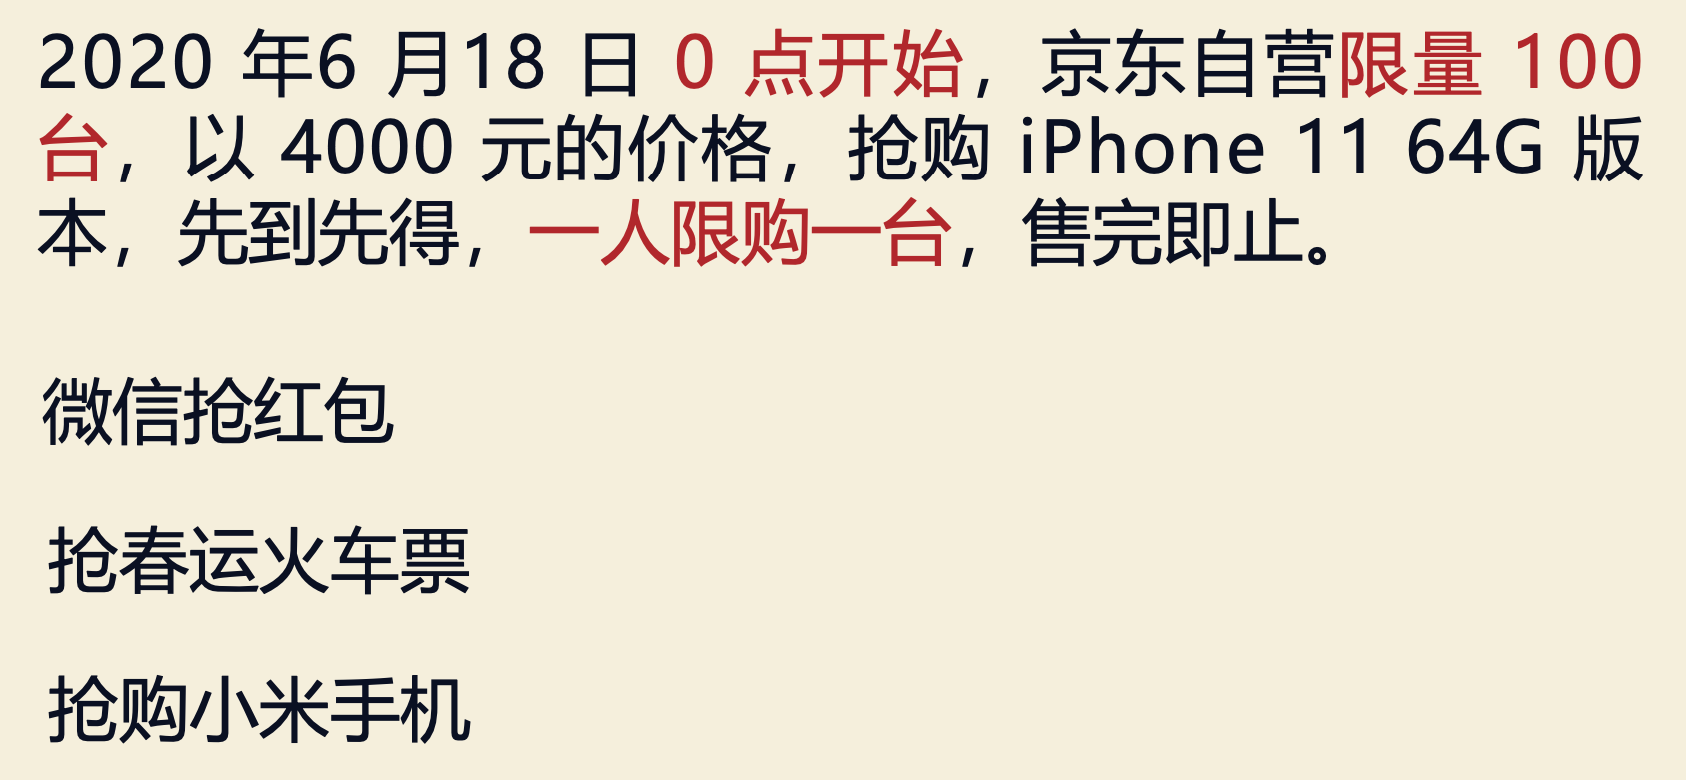 2020 年6 月18 日 0 点开始，京东自营限量 100
台，以 4000 元的价格，抢购 iPhone 11 64G 版
本，先到先得，一人限购一台，售完即止。
微信抢红包
抢春运火车票
抢购小米手机